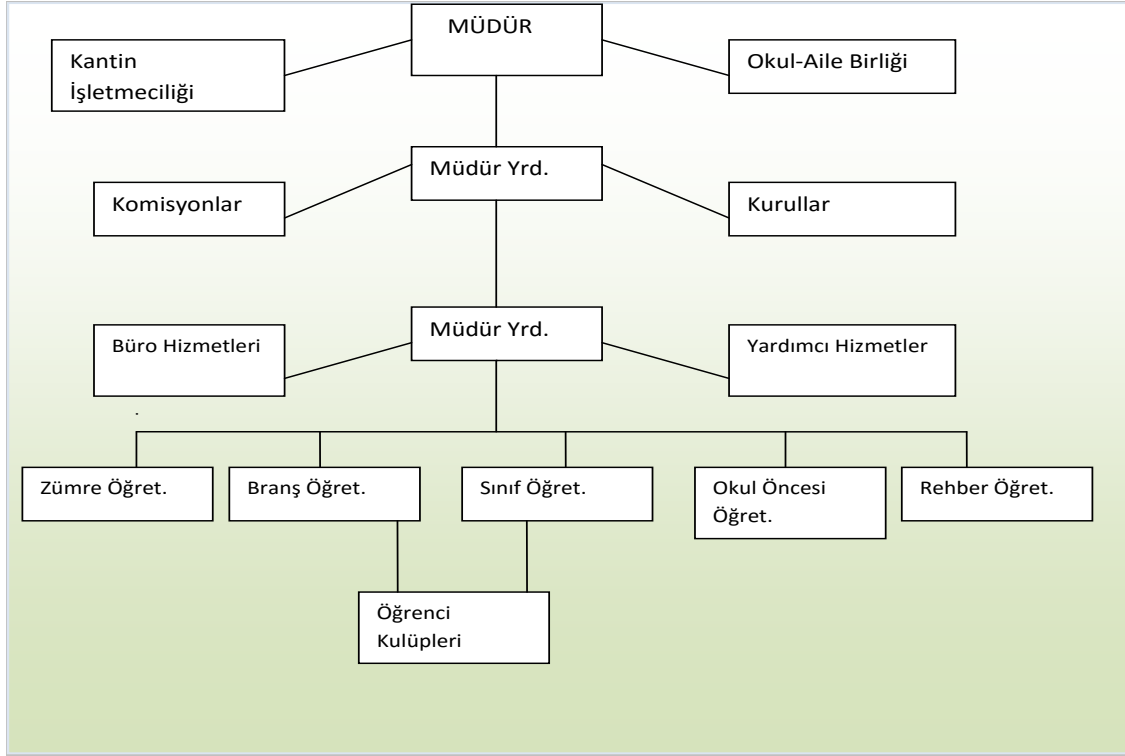 MÜDÜR
Kantin
İşletmeciliği
Okul-Aile Birliği
Müdür Yrd.
Komisyonlar
Kurullar
Müdür Yrd.
Büro Hizmetleri
Yardımcı Hizmetler
.
Zümre Öğret.
Branş Öğret.
Sınıf Öğret.
Okul Öncesi
Öğret.
Rehber Öğret.
Öğrenci
Kulüpleri